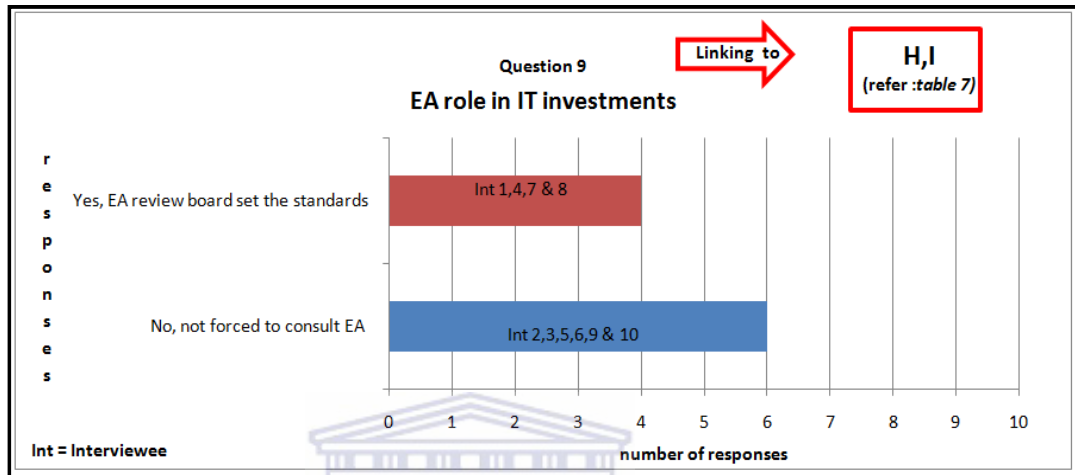 Linking to
H,I
(refer :table 7)
Question 9
EA role in IT investments
responses
Yes, EA review board set the standards
Int 1,4,7 & 8
No, not forced to consult EA
Int 2,3,5,6,9 & 10
0 1 2 3 4 5 6 7 8 9 10
number of responses
Int = Interviewee